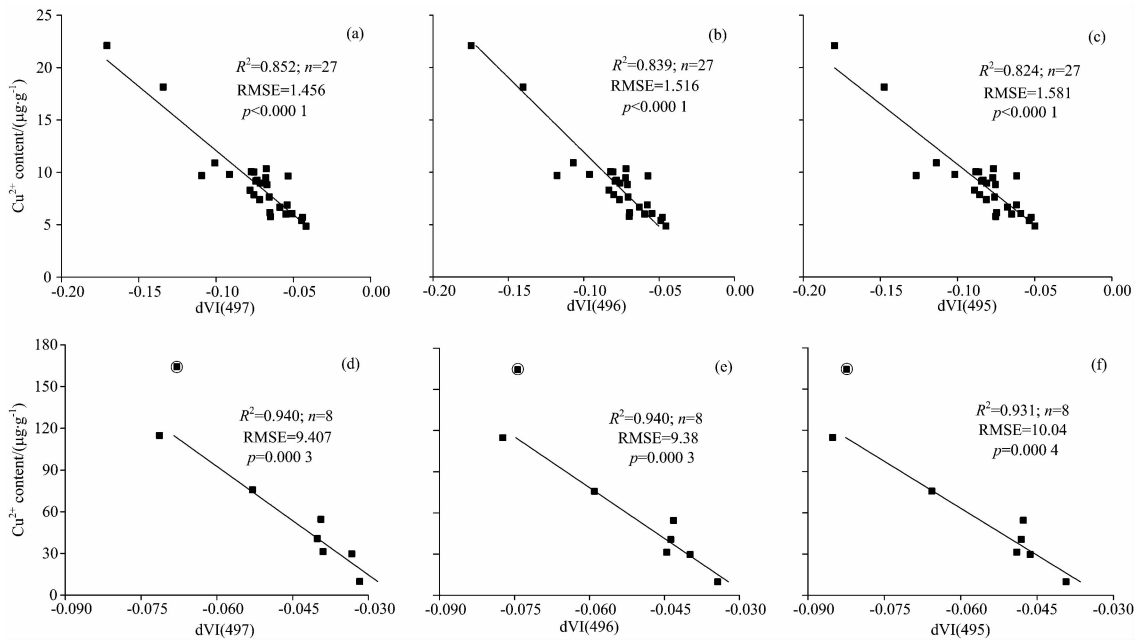 25
20
15
10
5
0
Cu²⁺ content/(μg·g⁻¹)
(a)
R²=0.852; n=27
RMSE=1.456
p<0.000 1
-0.20 -0.15 -0.10 -0.05 0.00
dVI(497)
(b)
R²=0.839; n=27
RMSE=1.516
p<0.000 1
-0.20 -0.15 -0.10 -0.05 0.00
dVI(496)
(c)
R²=0.824; n=27
RMSE=1.581
p<0.000 1
-0.20 -0.15 -0.10 -0.05 0.00
dVI(495)
180
150
120
90
60
30
0
Cu²⁺ content/(μg·g⁻¹)
(d)
R²=0.940; n=8
RMSE=9.407
p=0.000 3
-0.090 -0.075 -0.060 -0.045 -0.030
dVI(497)
(e)
R²=0.940; n=8
RMSE=9.38
p=0.000 3
-0.090 -0.075 -0.060 -0.045 -0.030
dVI(496)
(f)
R²=0.931; n=8
RMSE=10.04
p=0.000 4
-0.090 -0.075 -0.060 -0.045 -0.030
dVI(495)